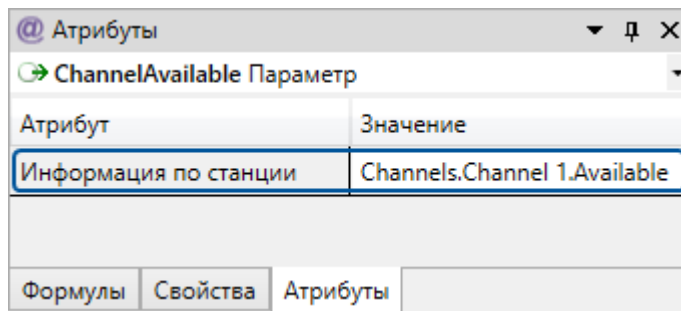 Атрибуты
ChannelAvailable Параметр
Атрибут Значение
Информация по станции Channels.Channel 1.Available
Формулы Свойства Атрибуты